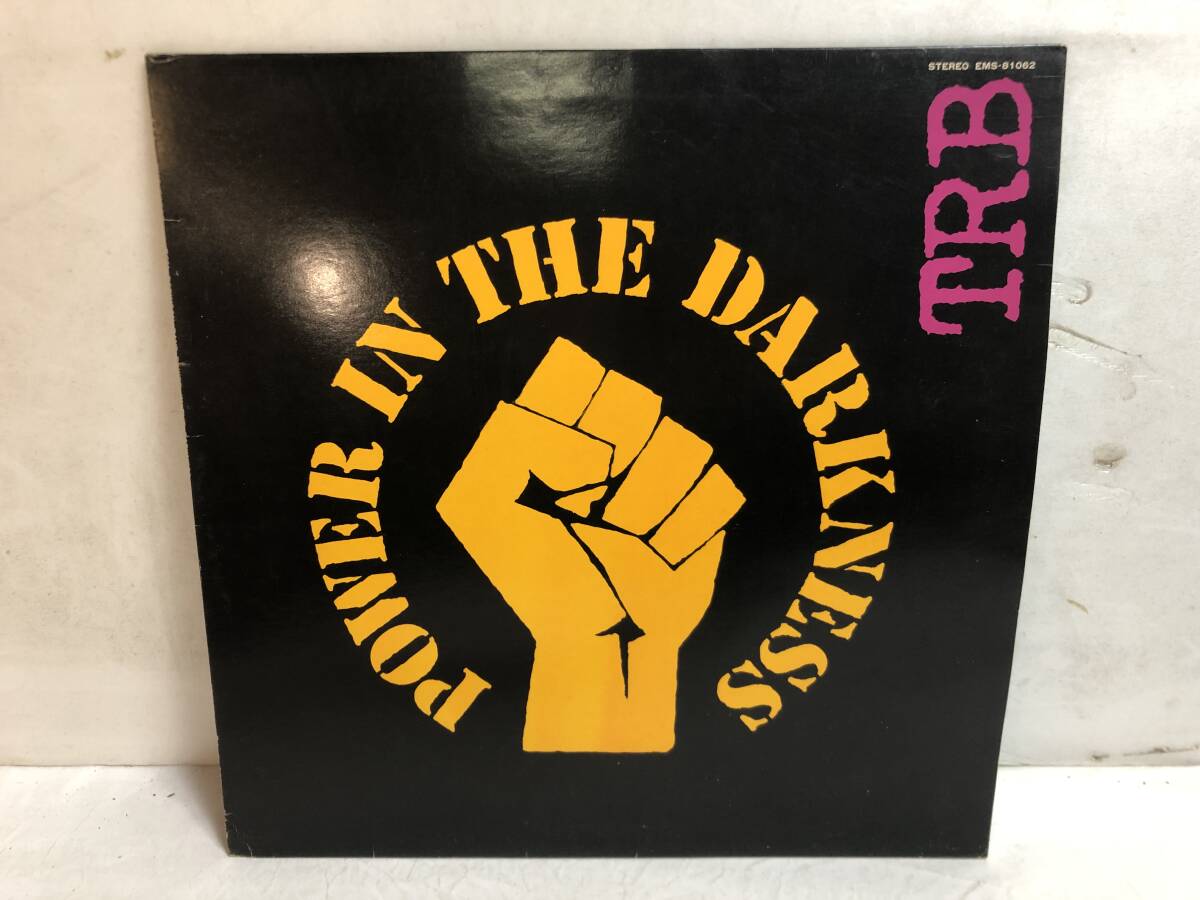 STEREO EMS-81062
TRB
POWER IN THE DARKNESS